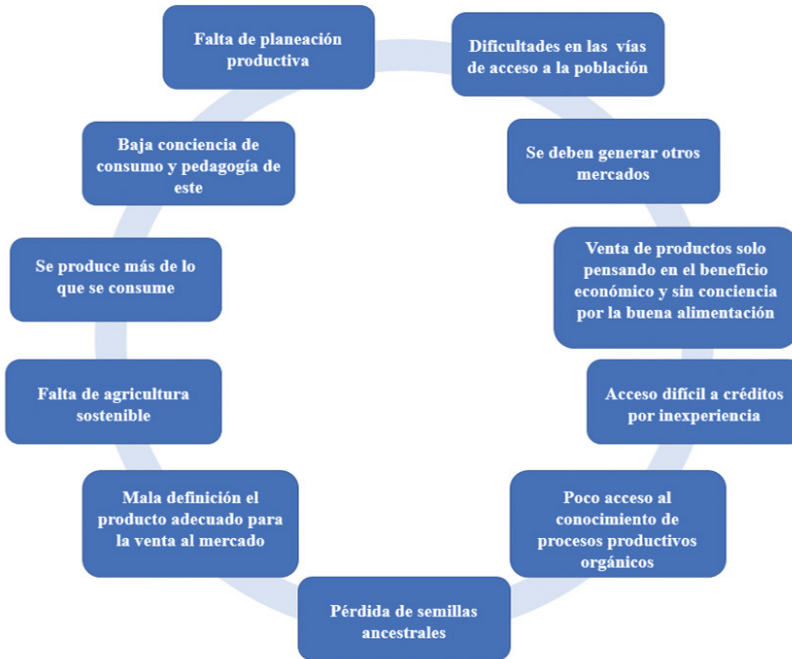 Falta de planeación
productiva
Dificultades en las vías
de acceso a la población
Baja conciencia de
consumo y pedagogía de
este
Se deben generar otros
mercados
Se produce más de lo
que se consume
Venta de productos solo
pensando en el beneficio
económico y sin conciencia
por la buena alimentación
Falta de agricultura
sostenible
Acceso difícil a créditos
por inexperiencia
Mala definición el
producto adecuado para
la venta al mercado
Poco acceso al
conocimiento de
procesos productivos
orgánicos
Pérdida de semillas
ancestrales